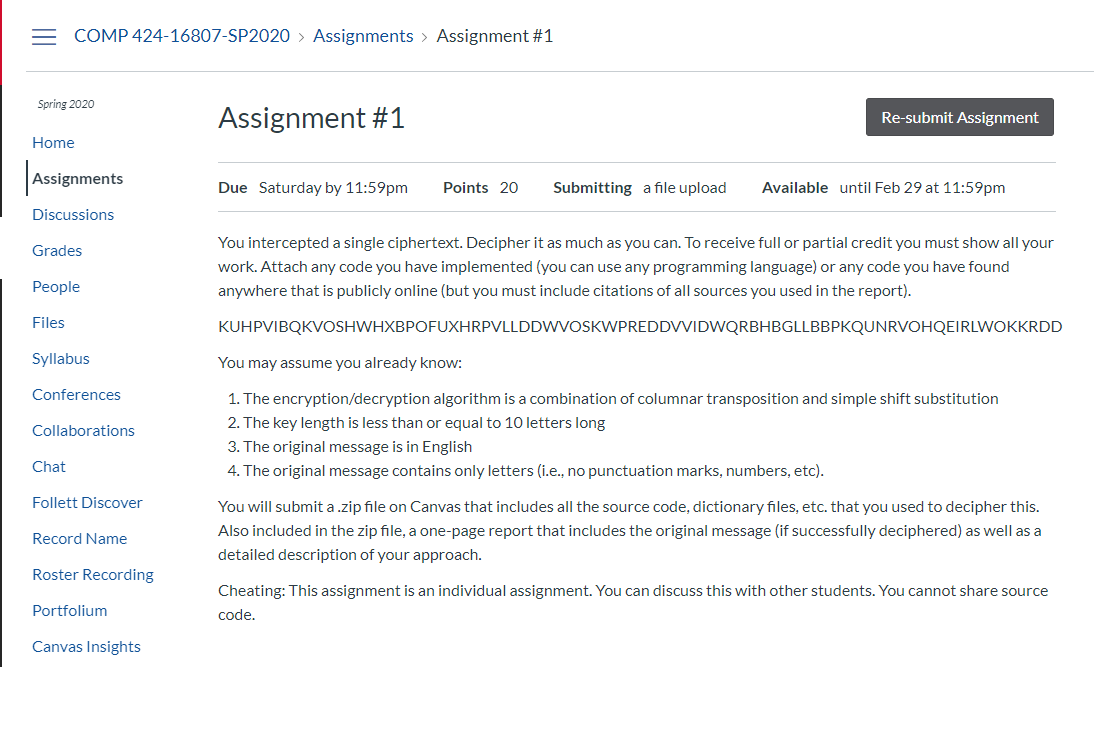 COMP 424-16807-SP2020 › Assignments › Assignment #1
Spring 2020
Home
Assignments
Discussions
Grades
People
Files
Syllabus
Conferences
Collaborations
Chat
Follett Discover
Record Name
Roster Recording
Portfolium
Canvas Insights
Assignment #1
Re-submit Assignment
Due Saturday by 11:59pm Points 20 Submitting a file upload Available until Feb 29 at 11:59pm
You intercepted a single ciphertext. Decipher it as much as you can. To receive full or partial credit you must show all your
work. Attach any code you have implemented (you can use any programming language) or any code you have found
anywhere that is publicly online (but you must include citations of all sources you used in the report).
KUHPVIBQKVOSHWHXBPOFUXHRPVLLDDWVOSKWPREDDVVIDWQRBHBGLLBBPKQUNRVOHQEIRLWOKKRDD
You may assume you already know:
1. The encryption/decryption algorithm is a combination of columnar transposition and simple shift substitution
2. The key length is less than or equal to 10 letters long
3. The original message is in English
4. The original message contains only letters (i.e., no punctuation marks, numbers, etc).
You will submit a .zip file on Canvas that includes all the source code, dictionary files, etc. that you used to decipher this.
Also included in the zip file, a one-page report that includes the original message (if successfully deciphered) as well as a
detailed description of your approach.
Cheating: This assignment is an individual assignment. You can discuss this with other students. You cannot share source
code.